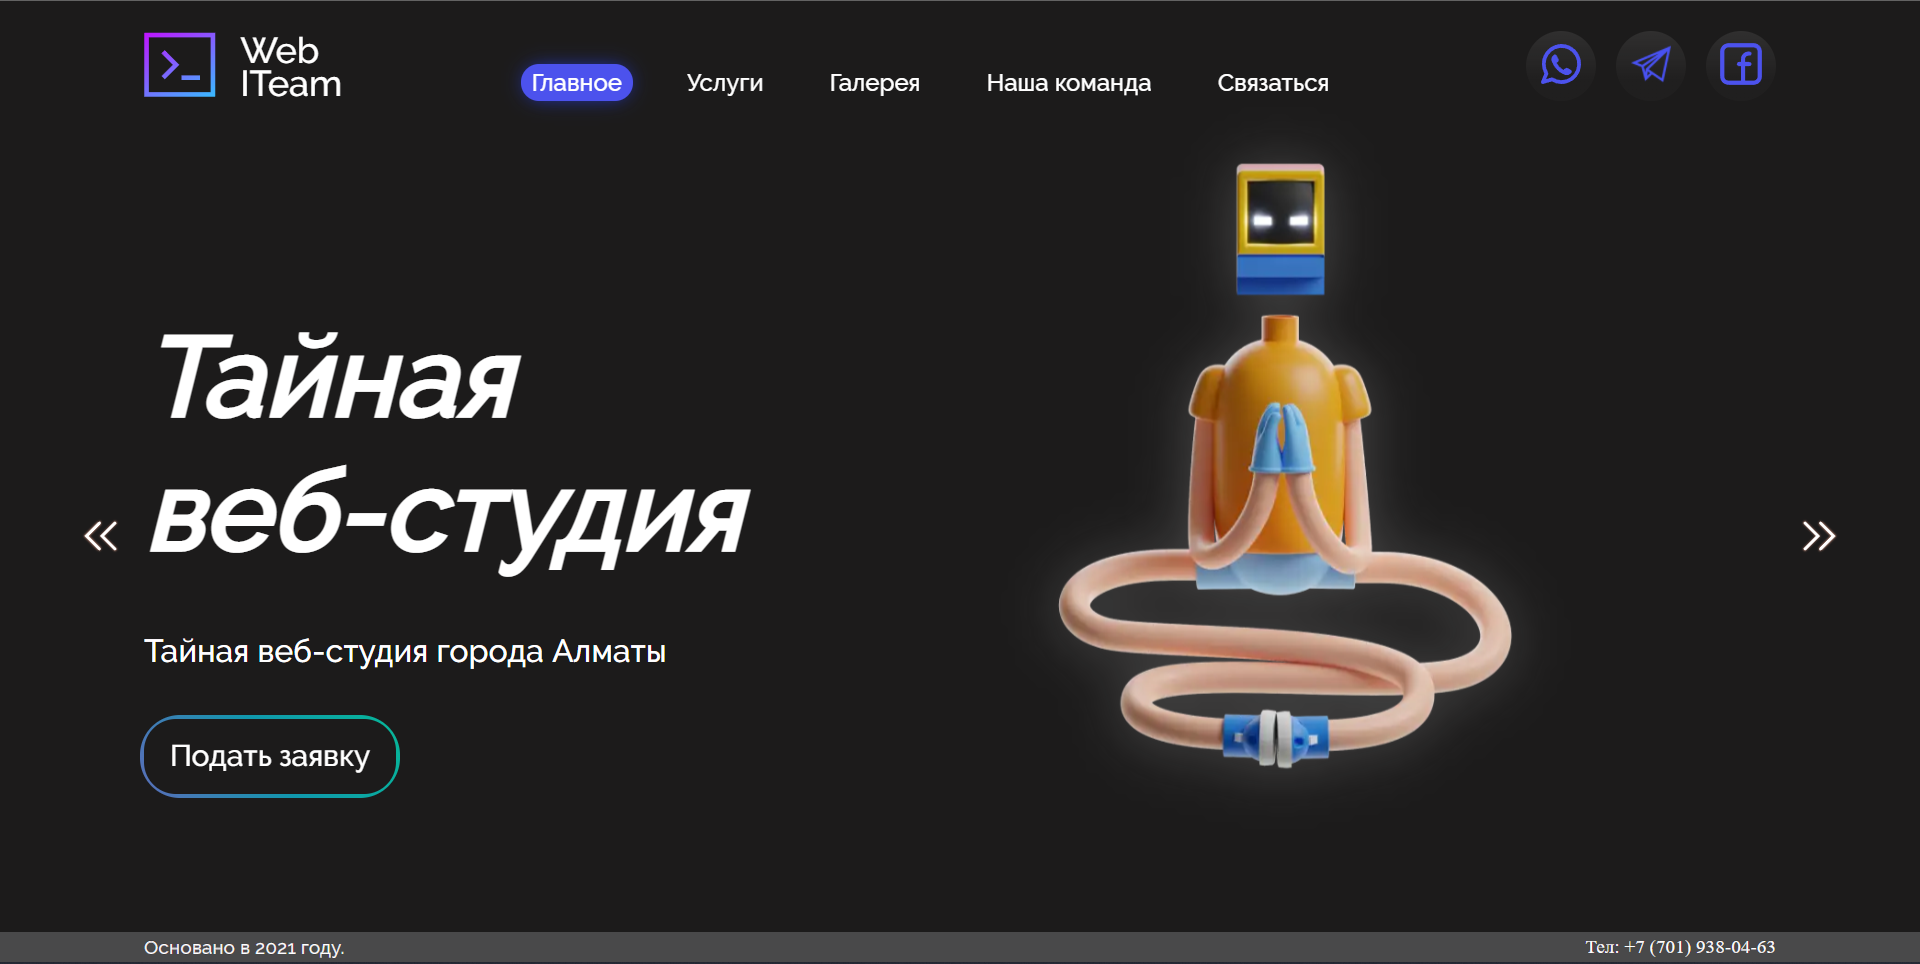 Web
ITeam
Главное
Услуги
Галерея
Наша команда
Связаться
Тайная
веб-студия
Тайная веб-студия города Алматы
Подать заявку
Основано в 2021 году.
Тел: +7 (701) 938-04-63